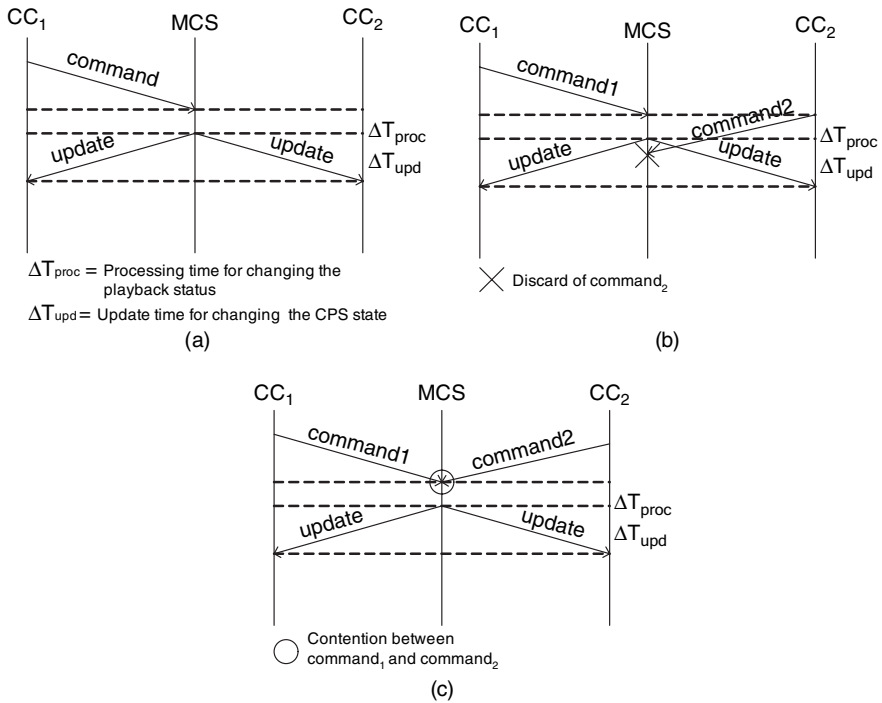 CC₁ MCS CC₂
command
ΔTproc
update update ΔTupd
ΔTproc = Processing time for changing the
playback status
ΔTupd = Update time for changing the CPS state
(a)
CC₁ MCS CC₂
command1
command2
ΔTproc
update update ΔTupd
Discard of command₂
(b)
CC₁ MCS CC₂
command1 command2
ΔTproc
update update ΔTupd
Contention between
command₁ and command₂
(c)